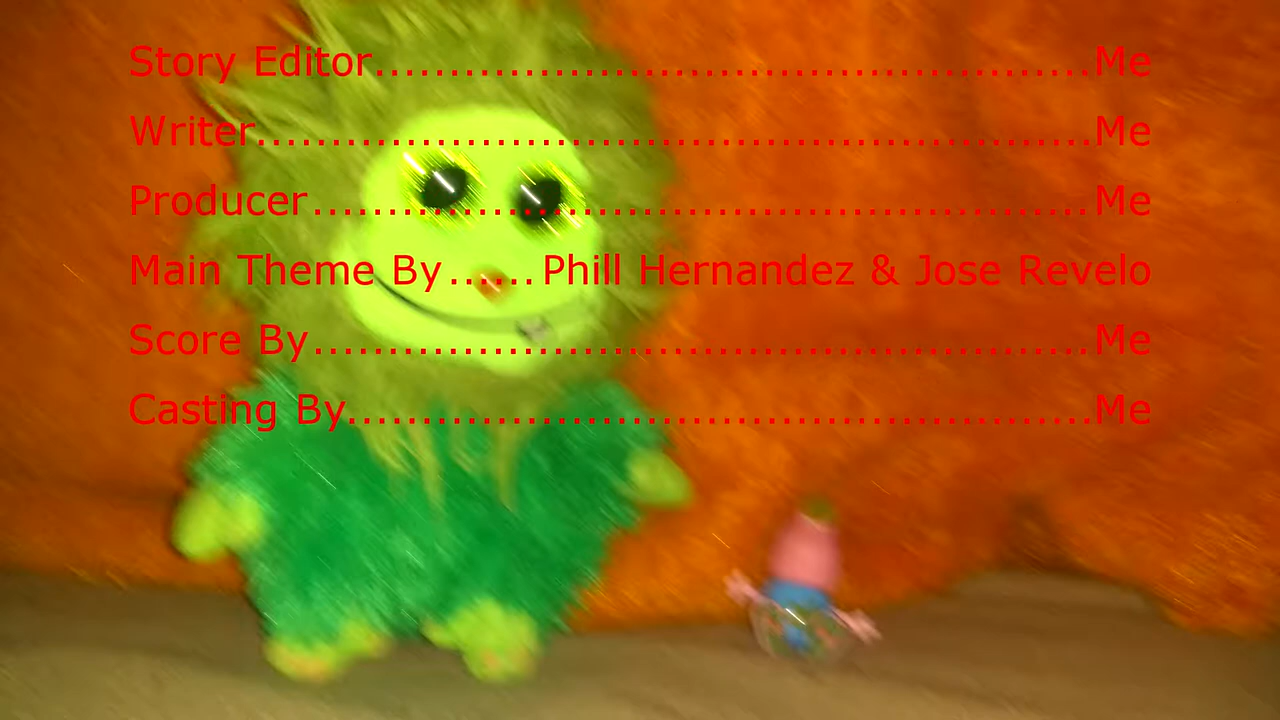 Story Editor................................................Me
Writer........................................................Me
Producer....................................................Me
Main Theme By......Phill Hernandez & Jose Revelo
Score By....................................................Me
Casting By..................................................Me